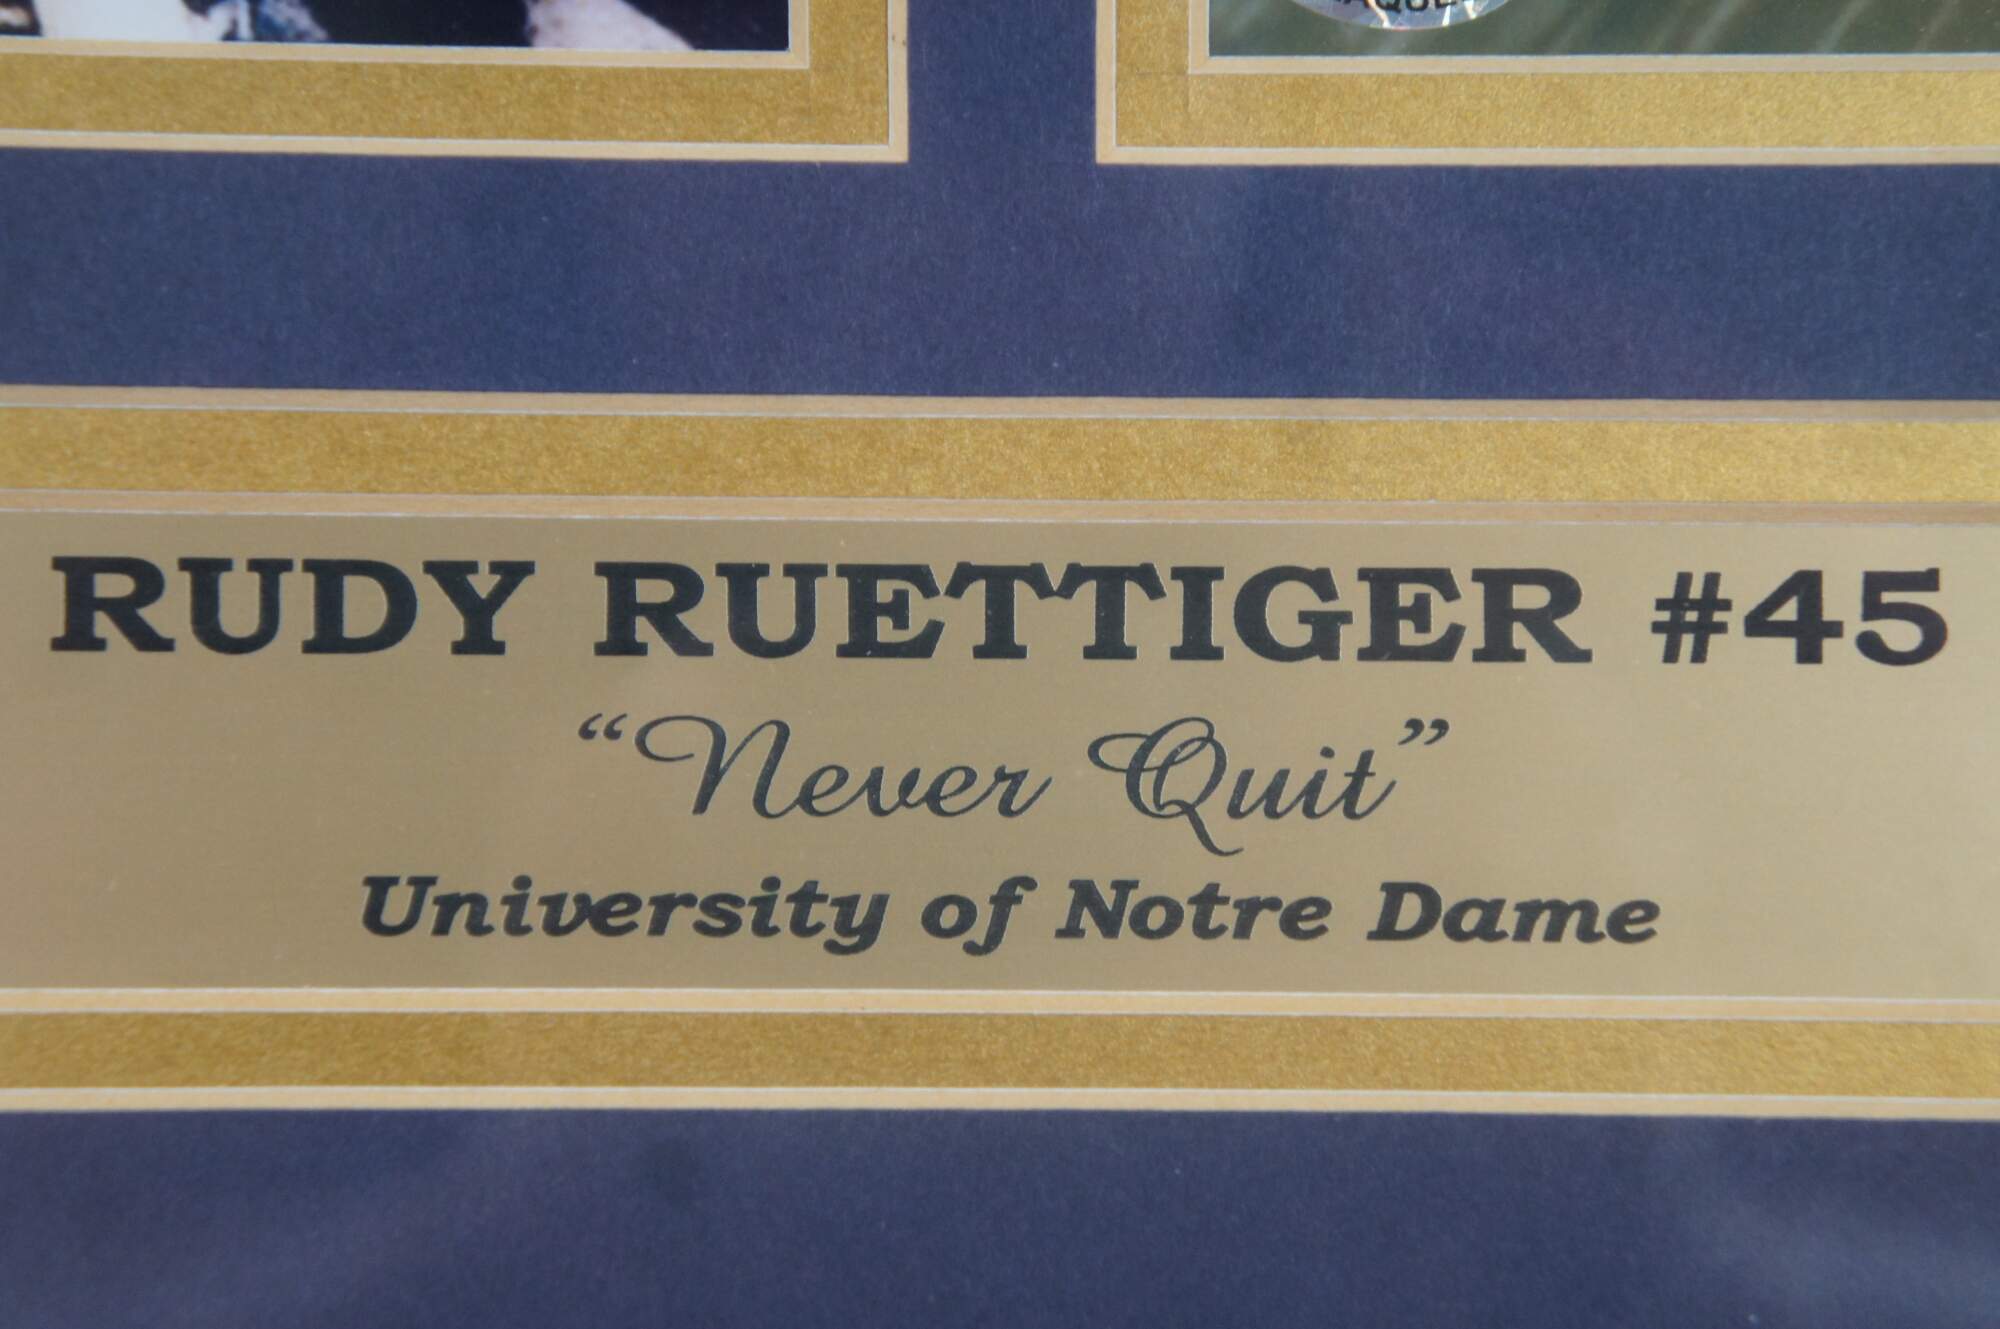 RUDY RUETTIGER #45
“Never Quit”
University of Notre Dame